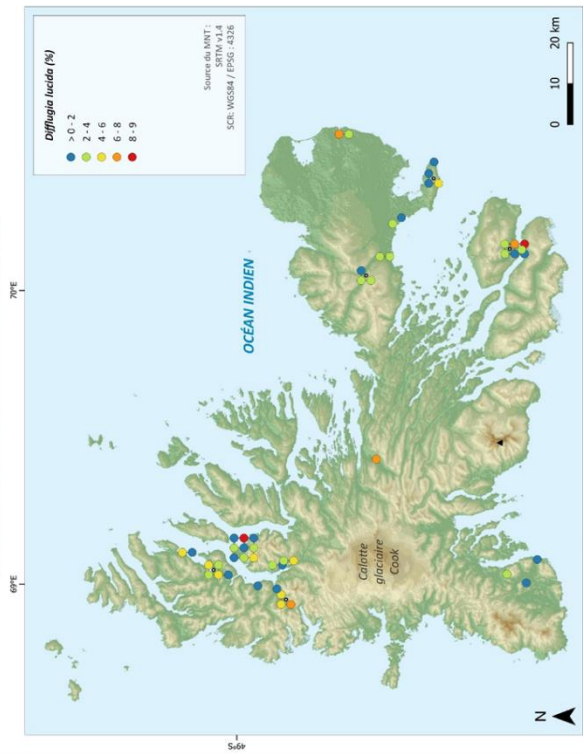 Difflugia lucida (%)
> 0 - 2
2 - 4
4 - 6
6 - 8
8 - 9
Source du MNT :
SRTM v1.4
SCR: WGS84 / EPSG : 4326
69°E
70°E
49°S
OCÉAN INDIEN
Calotte
glaciaire
Cook
N
0 10 20 km